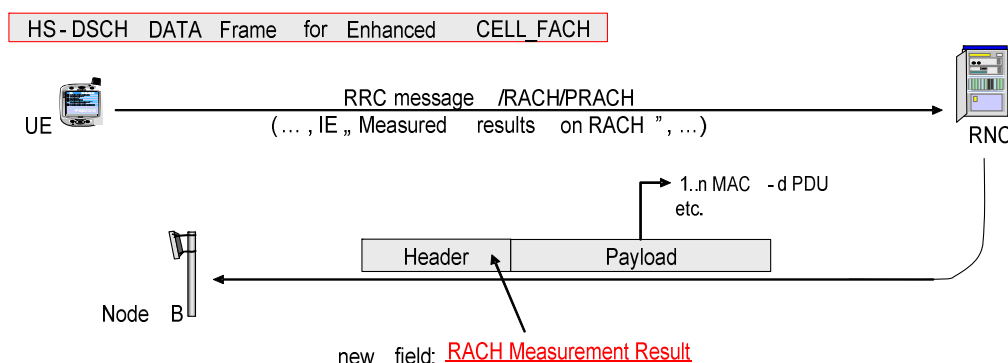 HS-DSCH DATA Frame for Enhanced CELL_FACH
RRC message /RACH/PRACH
UE
(... , IE „ Measured results on RACH ”, ...)
RNC
1..n MAC - d PDU
etc.
Header Payload
Node B
new field: RACH Measurement Result